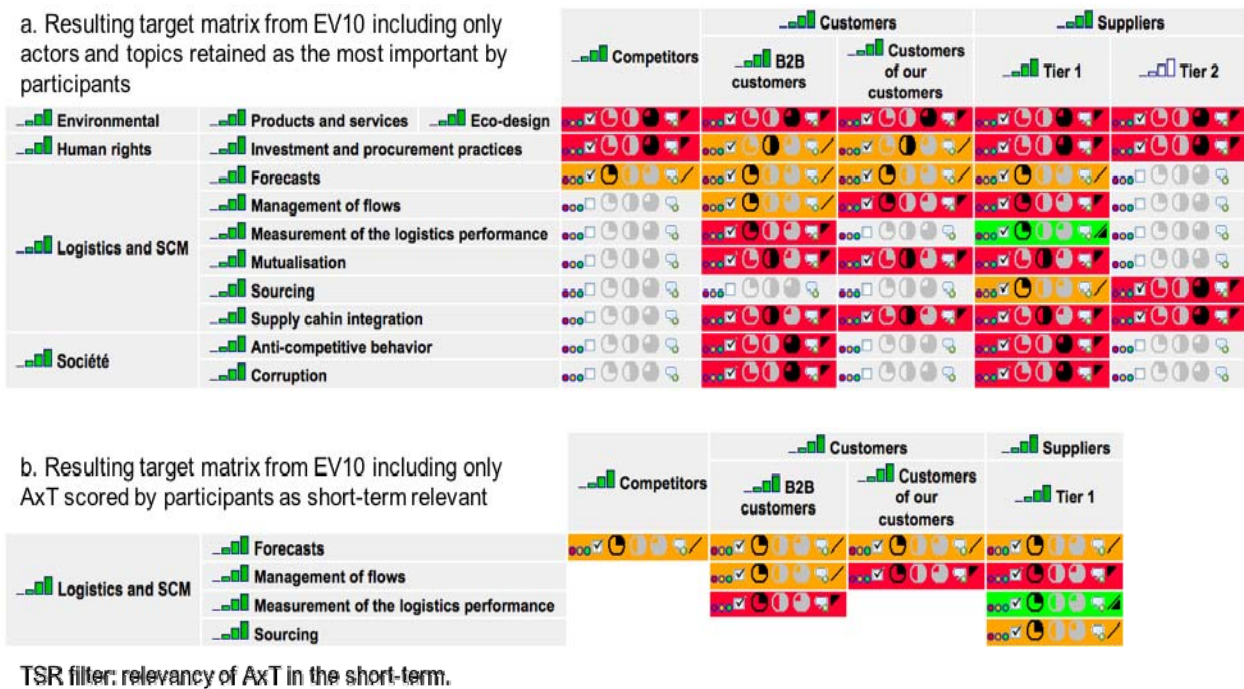 a. Resulting target matrix from EV10 including only
actors and topics retained as the most important by
participants
Customers
Suppliers
Competitors
B2B
customers
Customers
of our
customers
Tier 1
Tier 2
Environmental
Products and services
Eco-design
Human rights
Investment and procurement practices
Logistics and SCM
Forecasts
Management of flows
Measurement of the logistics performance
Mutualisation
Sourcing
Supply cahin integration
Société
Anti-competitive behavior
Corruption
b. Resulting target matrix from EV10 including only
AxT scored by participants as short-term relevant
Customers
Suppliers
Competitors
B2B
customers
Customers
of our
customers
Tier 1
Logistics and SCM
Forecasts
Management of flows
Measurement of the logistics performance
Sourcing
TSR filter: relevancy of AxT in the short-term.